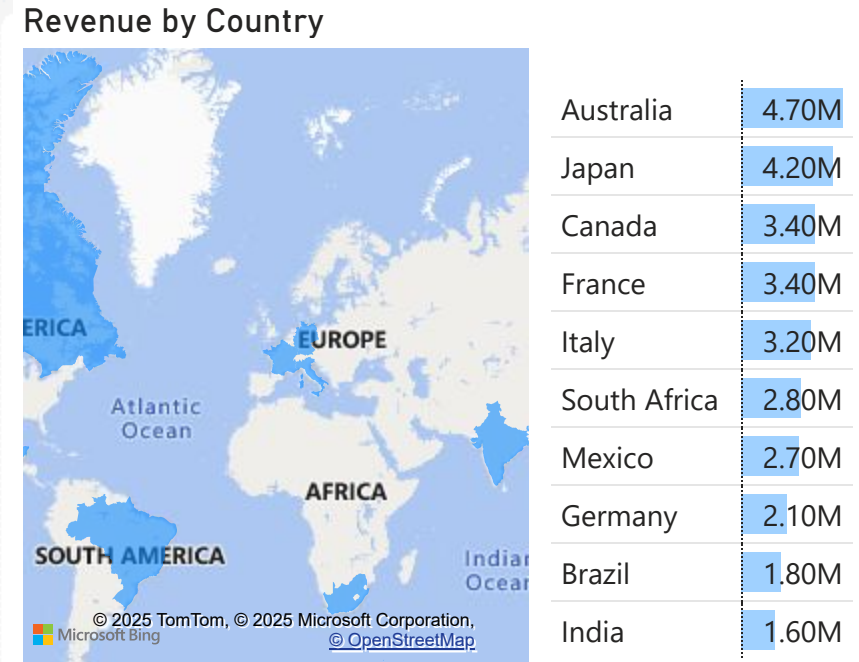 Revenue by Country
ERICA
EUROPE
Atlantic
Ocean
AFRICA
SOUTH AMERICA
Indian
Ocean
© 2025 TomTom, © 2025 Microsoft Corporation,
Microsoft Bing
© OpenStreetMap
Australia 4.70M
Japan 4.20M
Canada 3.40M
France 3.40M
Italy 3.20M
South Africa 2.80M
Mexico 2.70M
Germany 2.10M
Brazil 1.80M
India 1.60M